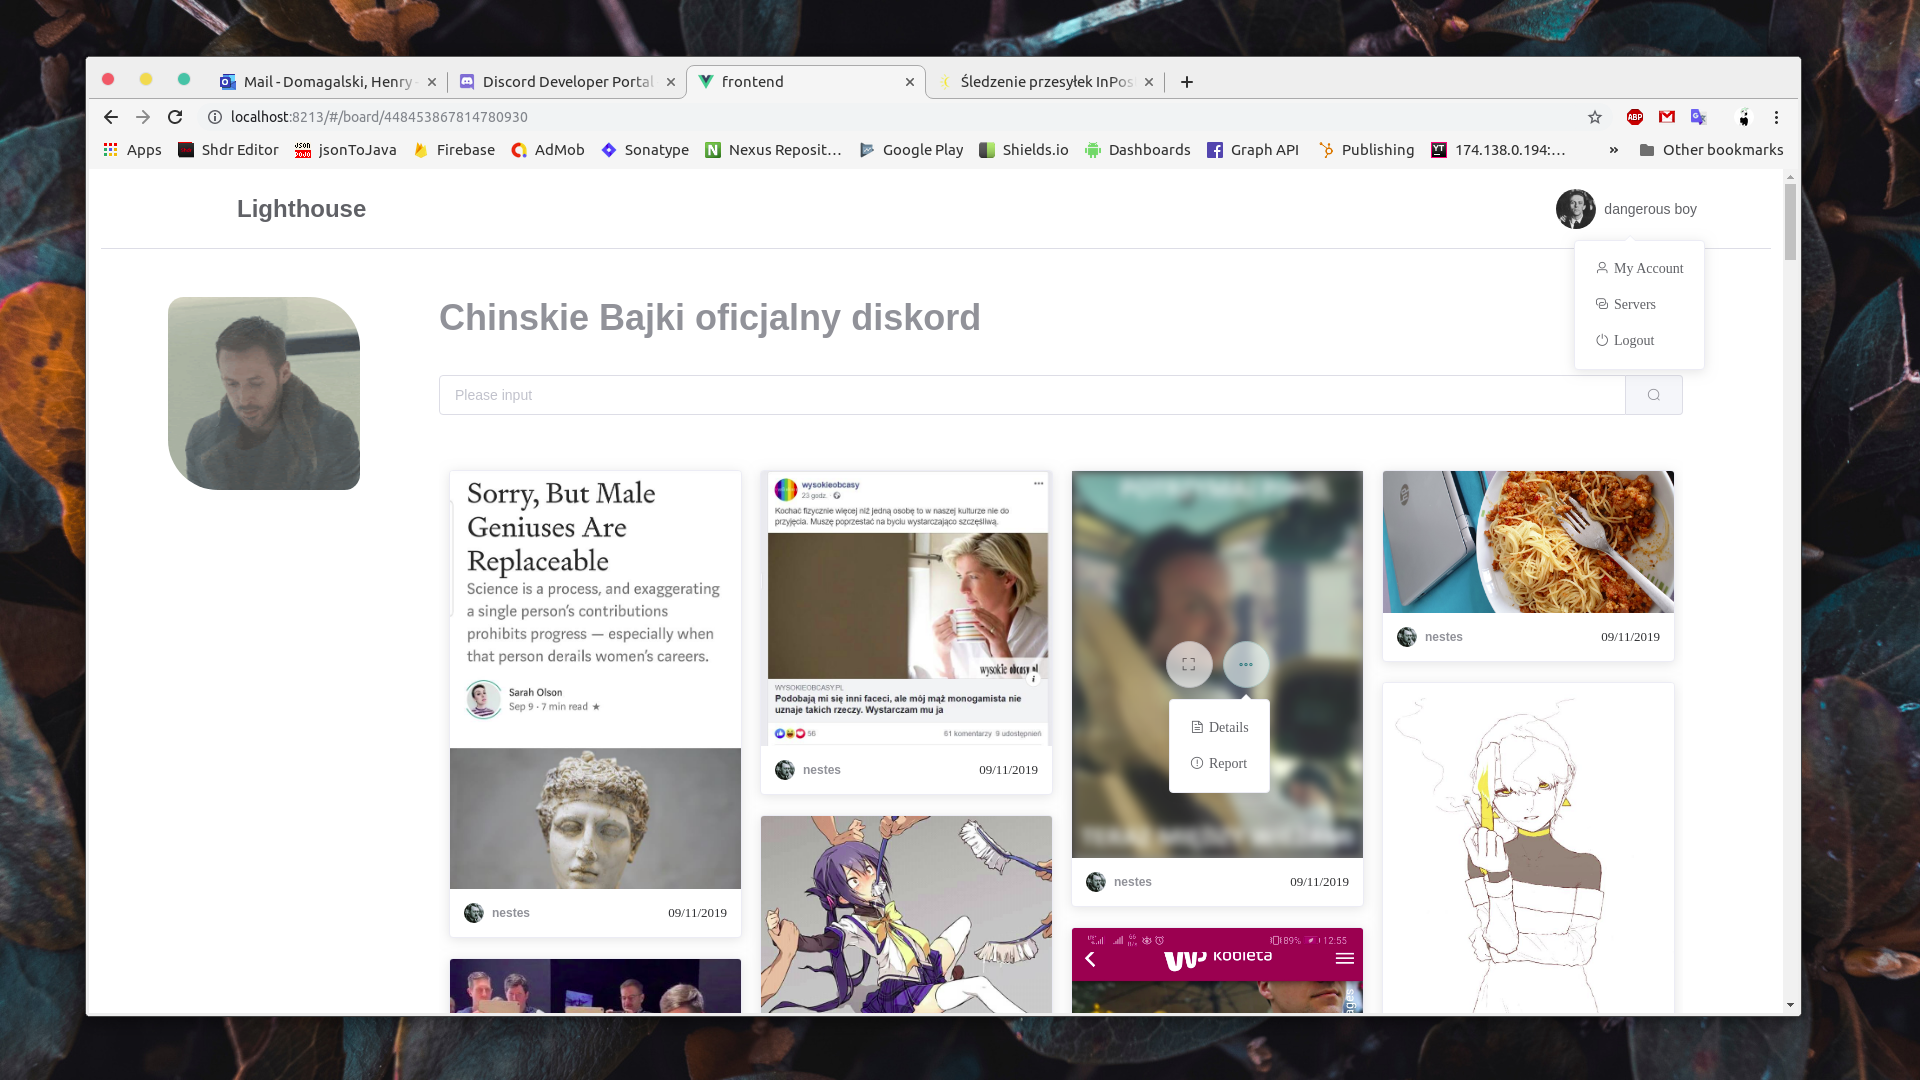 Mail - Domagalski, Henry
Discord Developer Portal
frontend
Śledzenie przesyłek InPos
localhost:8213/#/board/448453867814780930
ABP
Apps
Shdr Editor
jsonToJava
Firebase
AdMob
Sonatype
Nexus Reposit...
Google Play
Shields.io
Dashboards
Graph API
Publishing
174.138.0.194:...
»
Other bookmarks
Lighthouse
dangerous boy
My Account
Servers
Logout
Chinskie Bajki oficjalny diskord
Please input
Sorry, But Male
Geniuses Are
Replaceable
Science is a process, and exaggerating
a single person's contributions
prohibits progress — especially when
that person derails women's careers.
Sarah Olson
Sep 9 · 7 min read ★
nestes
09/11/2019
wysokieobcasy
23 godz.
Kochać fizycznie więcej niż jedną osobę to w naszej kulturze nie do
przyjęcia. Muszę poprzestać na byciu wystarczająco szczęśliwą.
wysokie obcasy.pl
WYSOKIEOBCASY.PL
Podobają mi się inni faceci, ale mój mąż monogamista nie
uznaje takich rzeczy. Wystarczam mu ja
56
61 komentarzy 9 udostępnień
nestes
09/11/2019
Details
Report
nestes
09/11/2019
89%
12.55
kobieta
nestes
09/11/2019